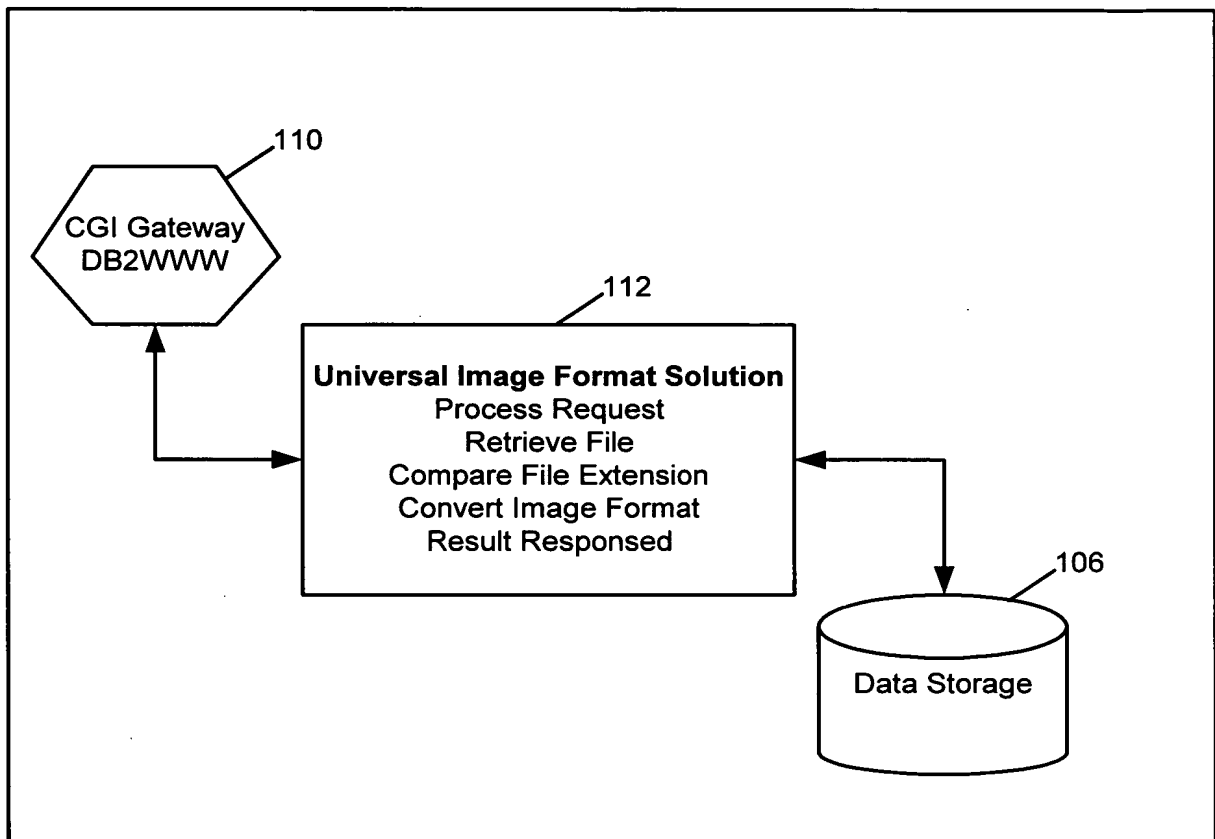 110
CGI Gateway
DB2WWW
112
Universal Image Format Solution
Process Request
Retrieve File
Compare File Extension
Convert Image Format
Result Responsed
106
Data Storage